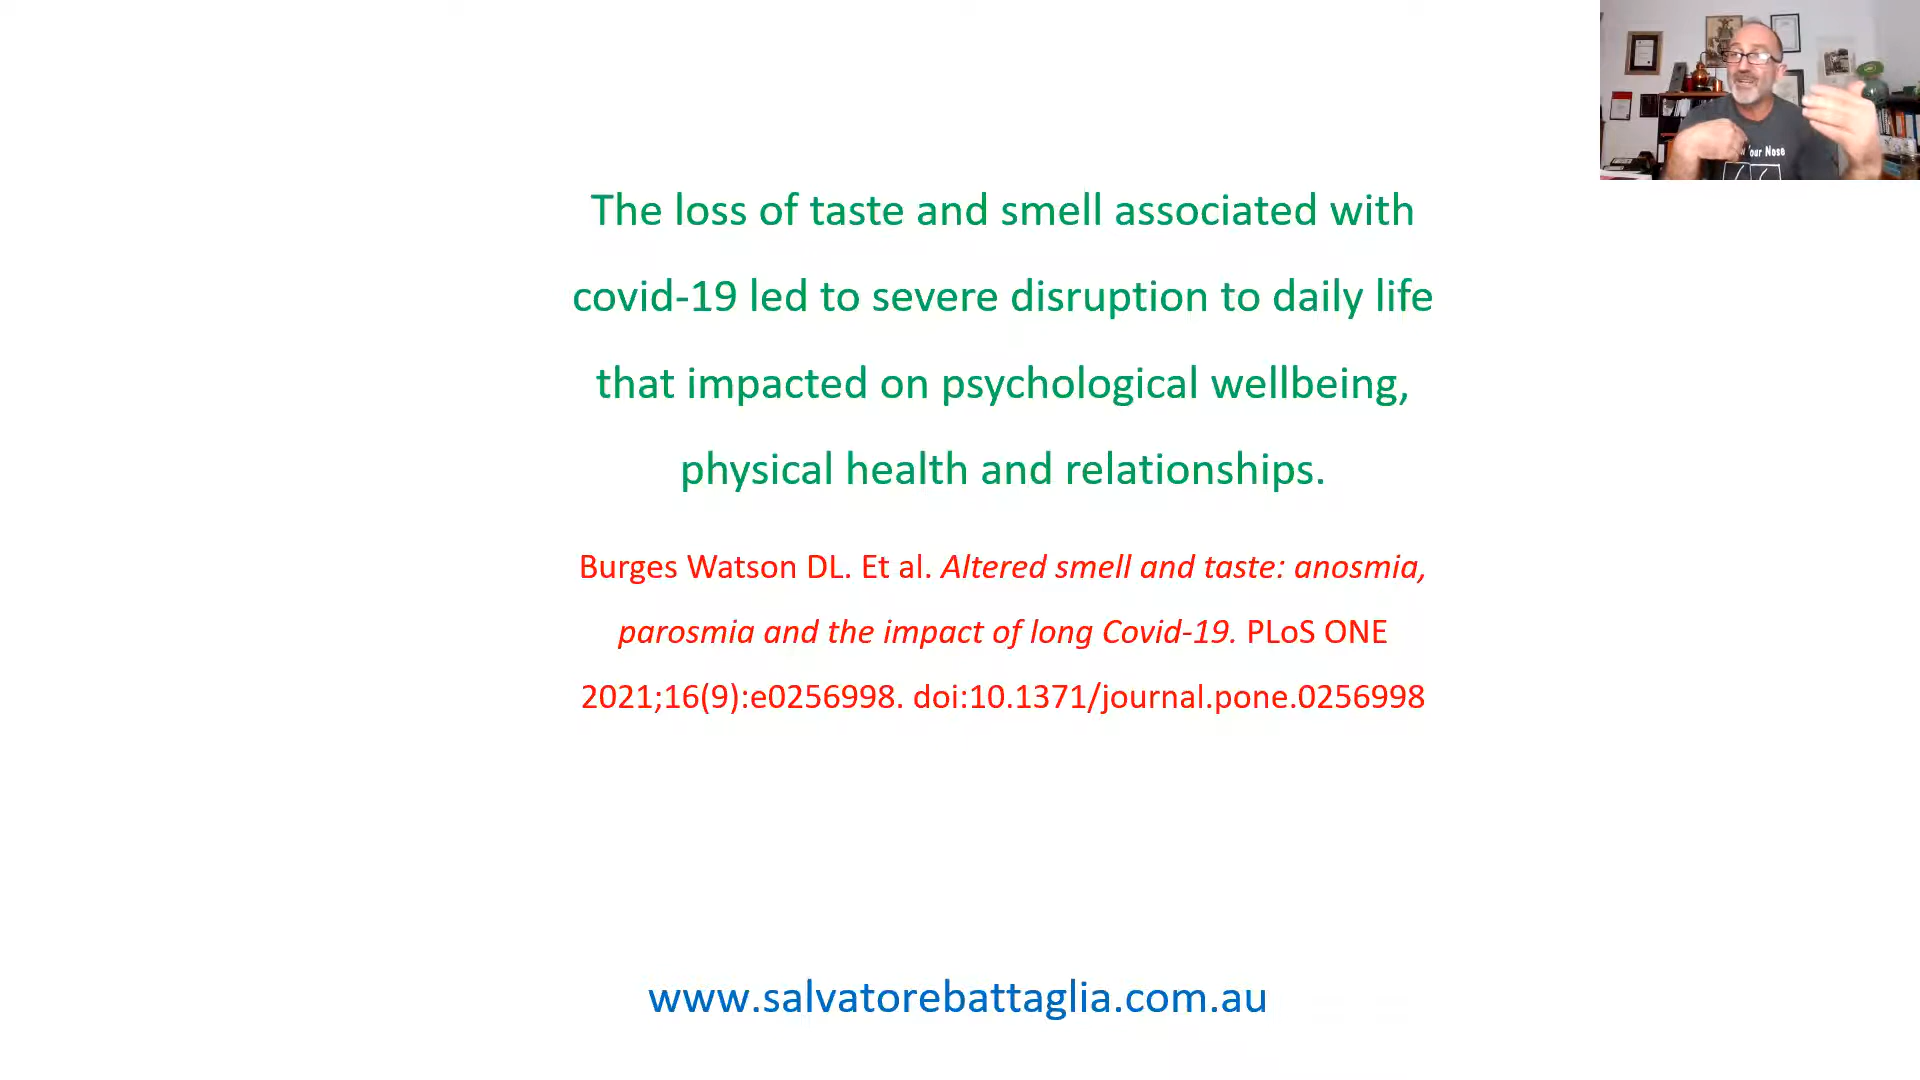 The loss of taste and smell associated with
covid-19 led to severe disruption to daily life
that impacted on psychological wellbeing,
physical health and relationships.
Burges Watson DL. Et al. Altered smell and taste: anosmia,
parosmia and the impact of long Covid-19. PLoS ONE
2021;16(9):e0256998. doi:10.1371/journal.pone.0256998
www.salvatorebattaglia.com.au
Nose